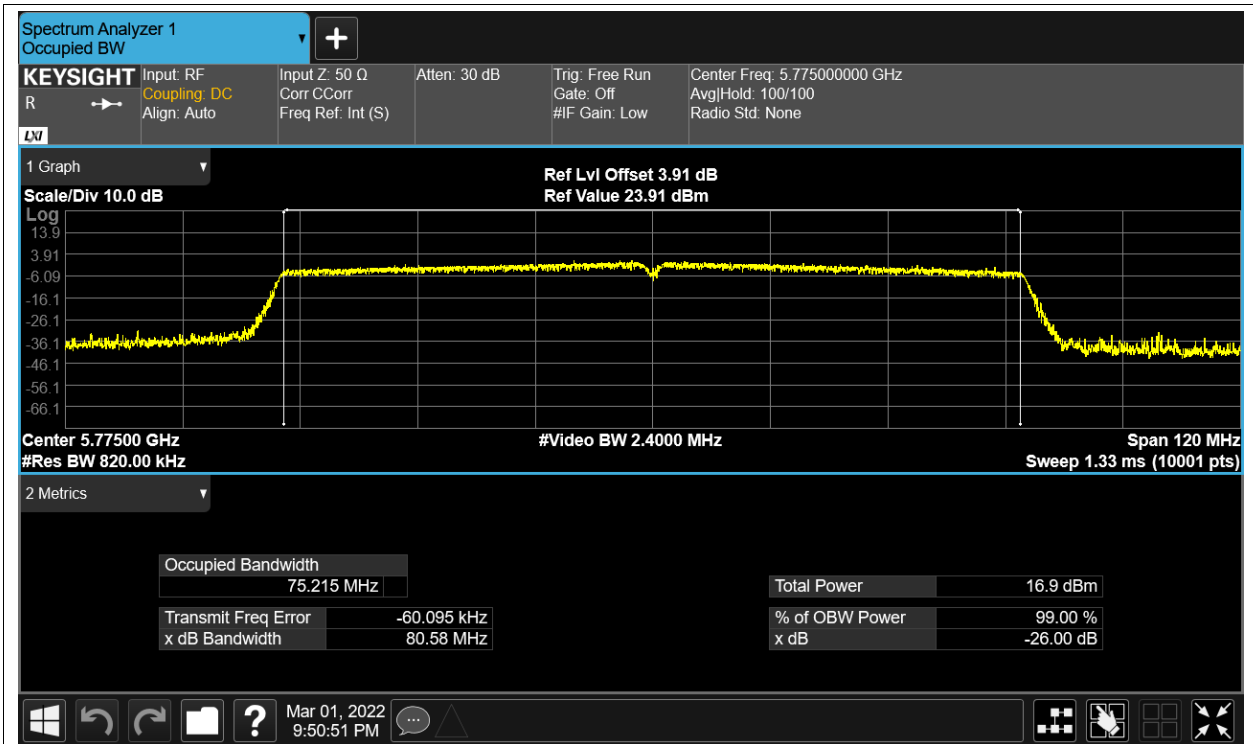 Spectrum Analyzer 1
Occupied BW
KEYSIGHT
R
LXI
Input: RF
Coupling: DC
Align: Auto
Input Z: 50 Ω
Corr CCorr
Freq Ref: Int (S)
Atten: 30 dB
Trig: Free Run
Gate: Off
#IF Gain: Low
Center Freq: 5.775000000 GHz
Avg|Hold: 100/100
Radio Std: None
1 Graph
Scale/Div 10.0 dB
Ref Lvl Offset 3.91 dB
Ref Value 23.91 dBm
Log
13.9
3.91
-6.09
-16.1
-26.1
-36.1
-46.1
-56.1
-66.1
Center 5.77500 GHz
#Video BW 2.4000 MHz
Span 120 MHz
#Res BW 820.00 kHz
Sweep 1.33 ms (10001 pts)
2 Metrics
Occupied Bandwidth
75.215 MHz
Total Power 16.9 dBm
Transmit Freq Error -60.095 kHz
% of OBW Power 99.00 %
x dB Bandwidth 80.58 MHz
x dB -26.00 dB
?
Mar 01, 2022
9:50:51 PM